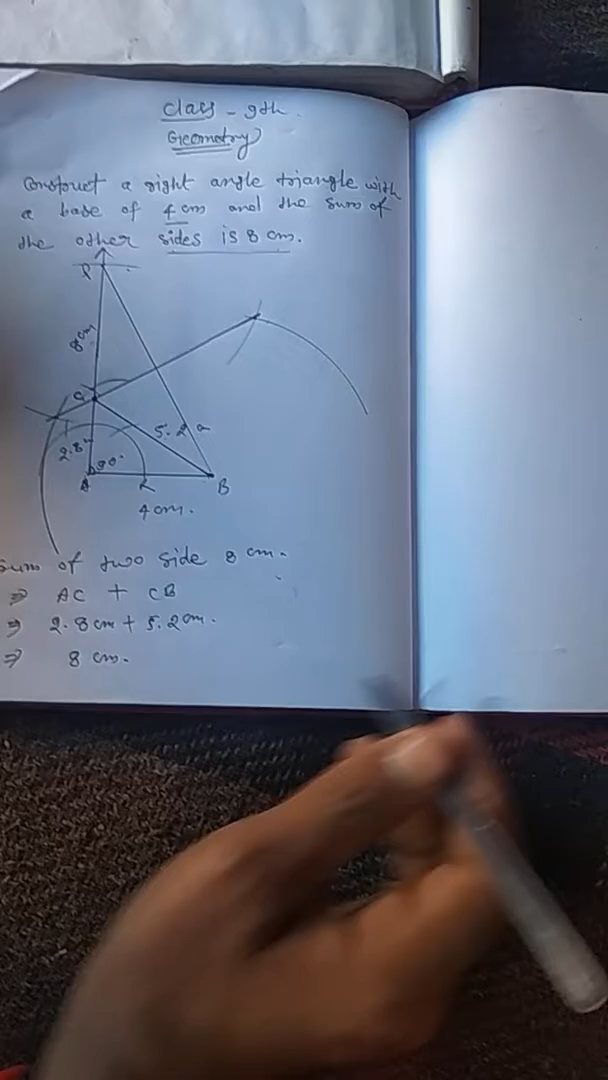 Class - 9th.
Geometry
Construct a right angle triangle with
a base of 4 cm and the sum of
the other sides is 8 cm.
8 cm
C
5.2 cm
2.8
90°
A
B
4 cm.
Sum of two side 8 cm.
⇒ AC + CB
⇒ 2.8 cm + 5.2 cm.
⇒ 8 cm.